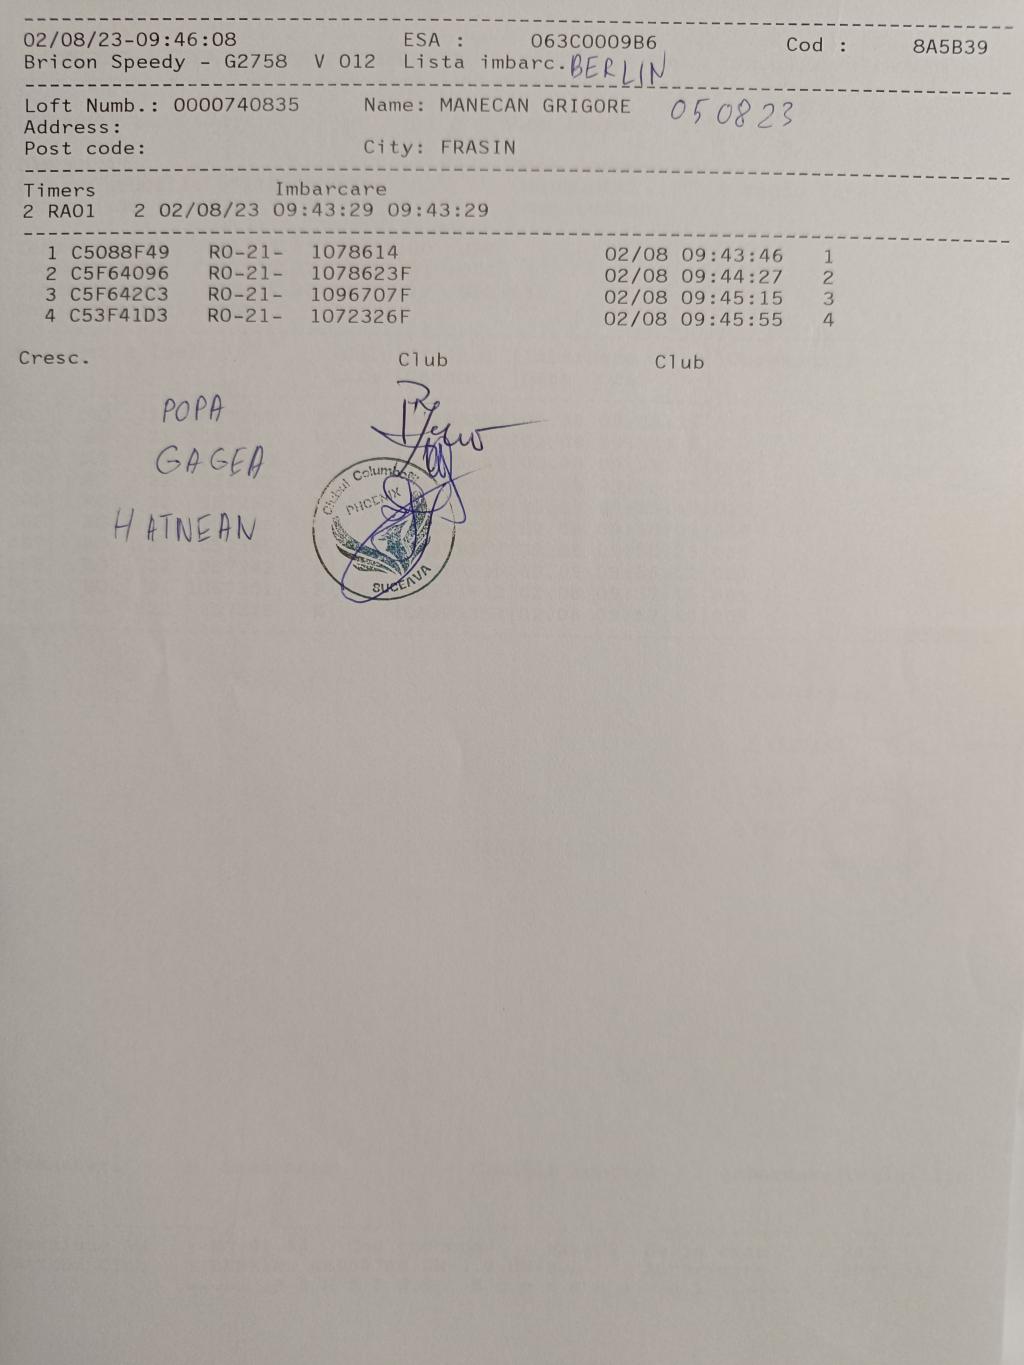 02/08/23-09:46:08 ESA : 063C0009B6 Cod : 8A5B39
Bricon Speedy - G2758 V 012 Lista imbarc. BERLIN
Loft Numb.: 0000740835 Name: MANECAN GRIGORE 050823
Address:
Post code: City: FRASIN
Timers Imbarcare
2 RA01 2 02/08/23 09:43:29 09:43:29
1 C5088F49 RO-21- 1078614 02/08 09:43:46 1
2 C5F64096 RO-21- 1078623F 02/08 09:44:27 2
3 C5F642C3 RO-21- 1096707F 02/08 09:45:15 3
4 C53F41D3 RO-21- 1072326F 02/08 09:45:55 4
Cresc. Club Club
POPA
GAGEA
HATNEAN
Clubul
PHOENIX
SUCEAVA